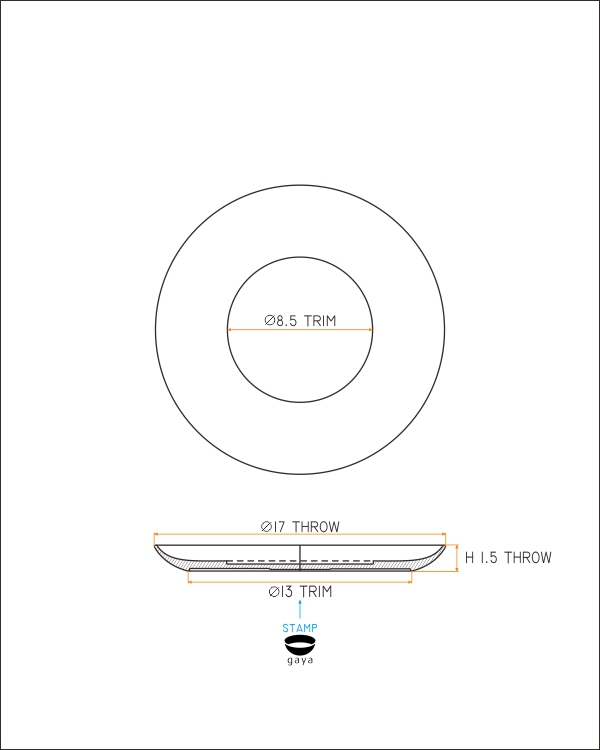 ∅8.5 TRIM
∅17 THROW
H 1.5 THROW
∅13 TRIM
STAMP
gaya